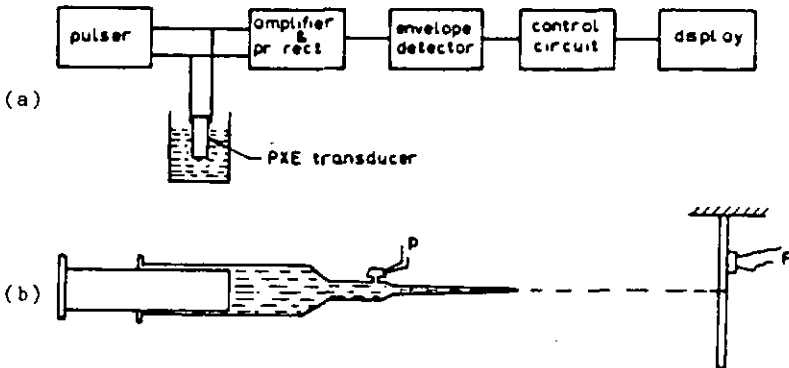 pulser
amplifier
&
pr rect
envelope
detector
control
circuit
display
(a)
PXE transducer
(b)
P
F